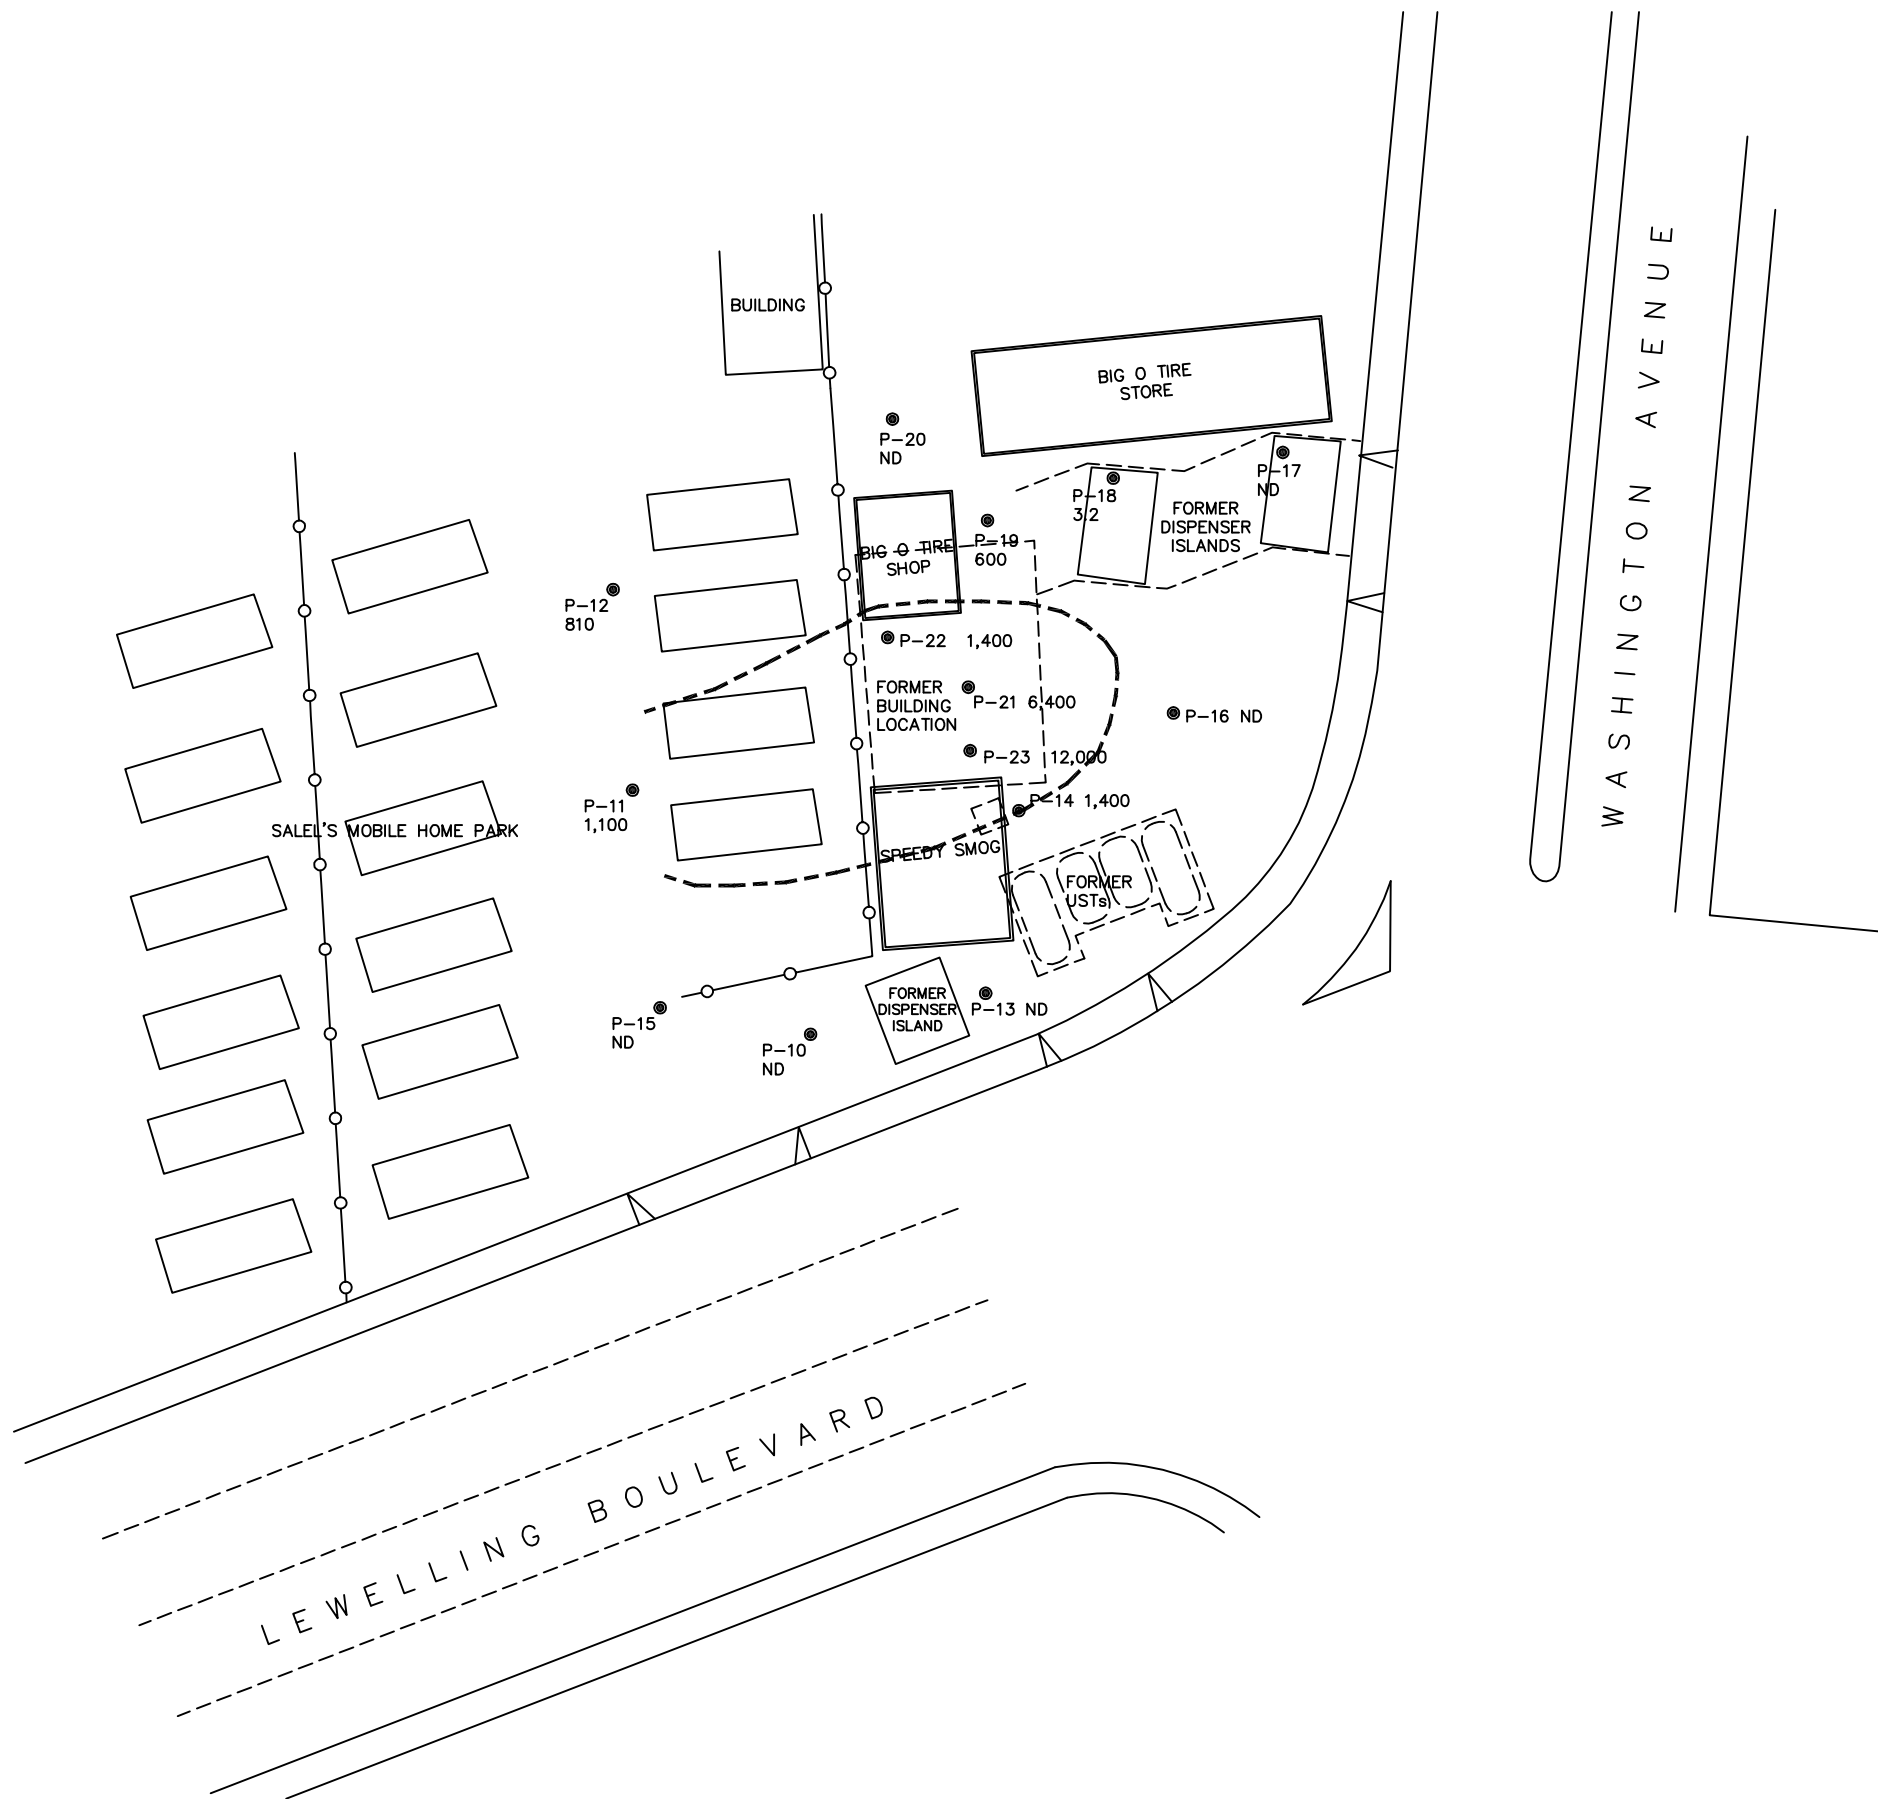 WASHINGTON AVENUE
BUILDING
BIG O TIRE
STORE
P-20
ND
P-17
ND
P-18
3.2
FORMER
DISPENSER
ISLANDS
P-19
600
BIG O TIRE
SHOP
P-12
810
P-22 1,400
FORMER
BUILDING
LOCATION
P-21 6,400
P-16 ND
P-23 12,000
P-14 1,400
P-11
1,100
SALEL'S MOBILE HOME PARK
SPEEDY SMOG
FORMER
USTs
FORMER
DISPENSER
ISLAND
P-13 ND
P-15
ND
P-10
ND
LEWELLING BOULEVARD